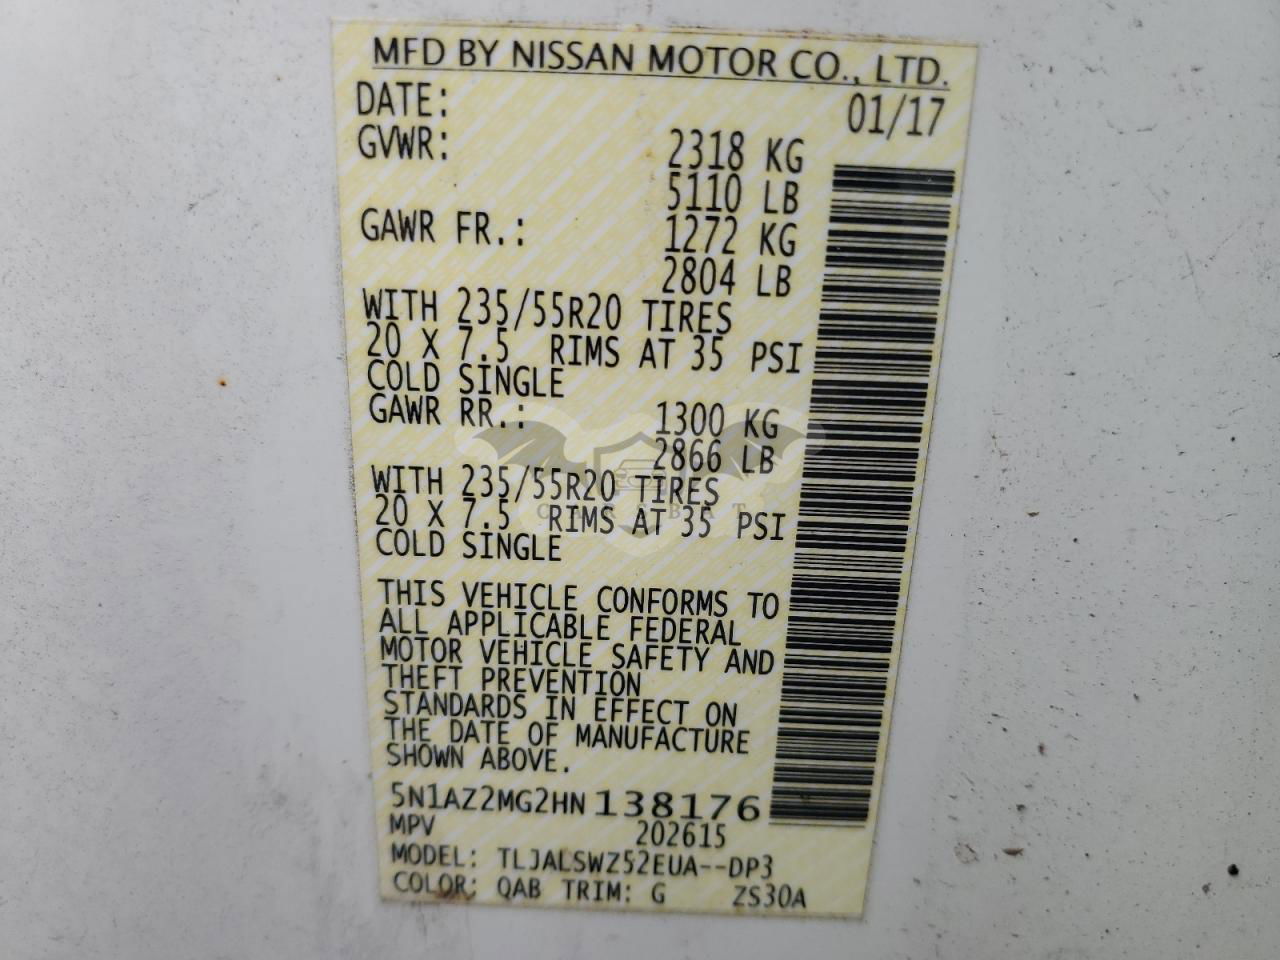 MFD BY NISSAN MOTOR CO., LTD.
DATE: 01/17
GVWR: 2318 KG
5110 LB
GAWR FR.: 1272 KG
2804 LB
WITH 235/55R20 TIRES
20 X 7.5 RIMS AT 35 PSI
COLD SINGLE
GAWR RR.: 1300 KG
2866 LB
WITH 235/55R20 TIRES
20 X 7.5 RIMS AT 35 PSI
COLD SINGLE
CARSBAT
THIS VEHICLE CONFORMS TO
ALL APPLICABLE FEDERAL
MOTOR VEHICLE SAFETY AND
THEFT PREVENTION
STANDARDS IN EFFECT ON
THE DATE OF MANUFACTURE
SHOWN ABOVE.
5N1AZ2MG2HN138176
MPV 202615
MODEL: TLJALSWZ52EUA--DP3
COLOR: QAB TRIM: G ZS30A